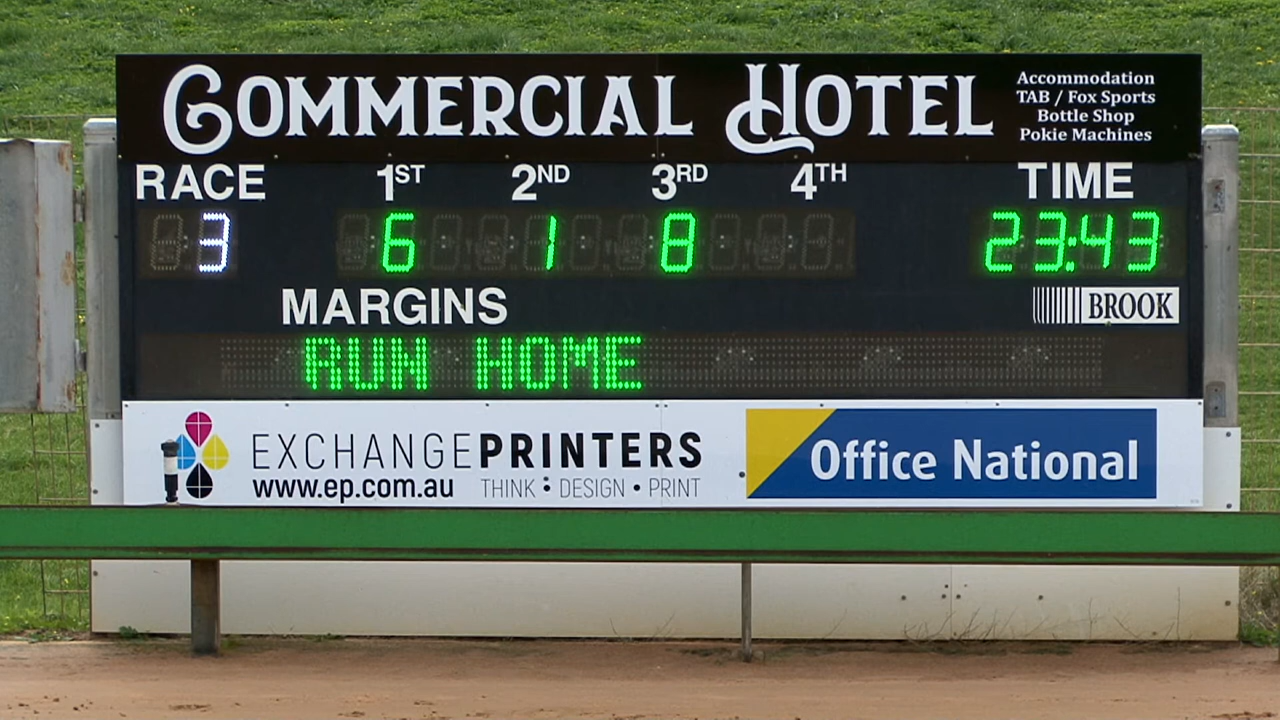 COMMERCIAL HOTEL
Accommodation
TAB / Fox Sports
Bottle Shop
Pokie Machines
RACE 1ST 2ND 3RD 4TH TIME
3 6 1 8 23:43
MARGINS
BROOK
RUN HOME
EXCHANGEPRINTERS
www.ep.com.au THINK • DESIGN • PRINT
Office National